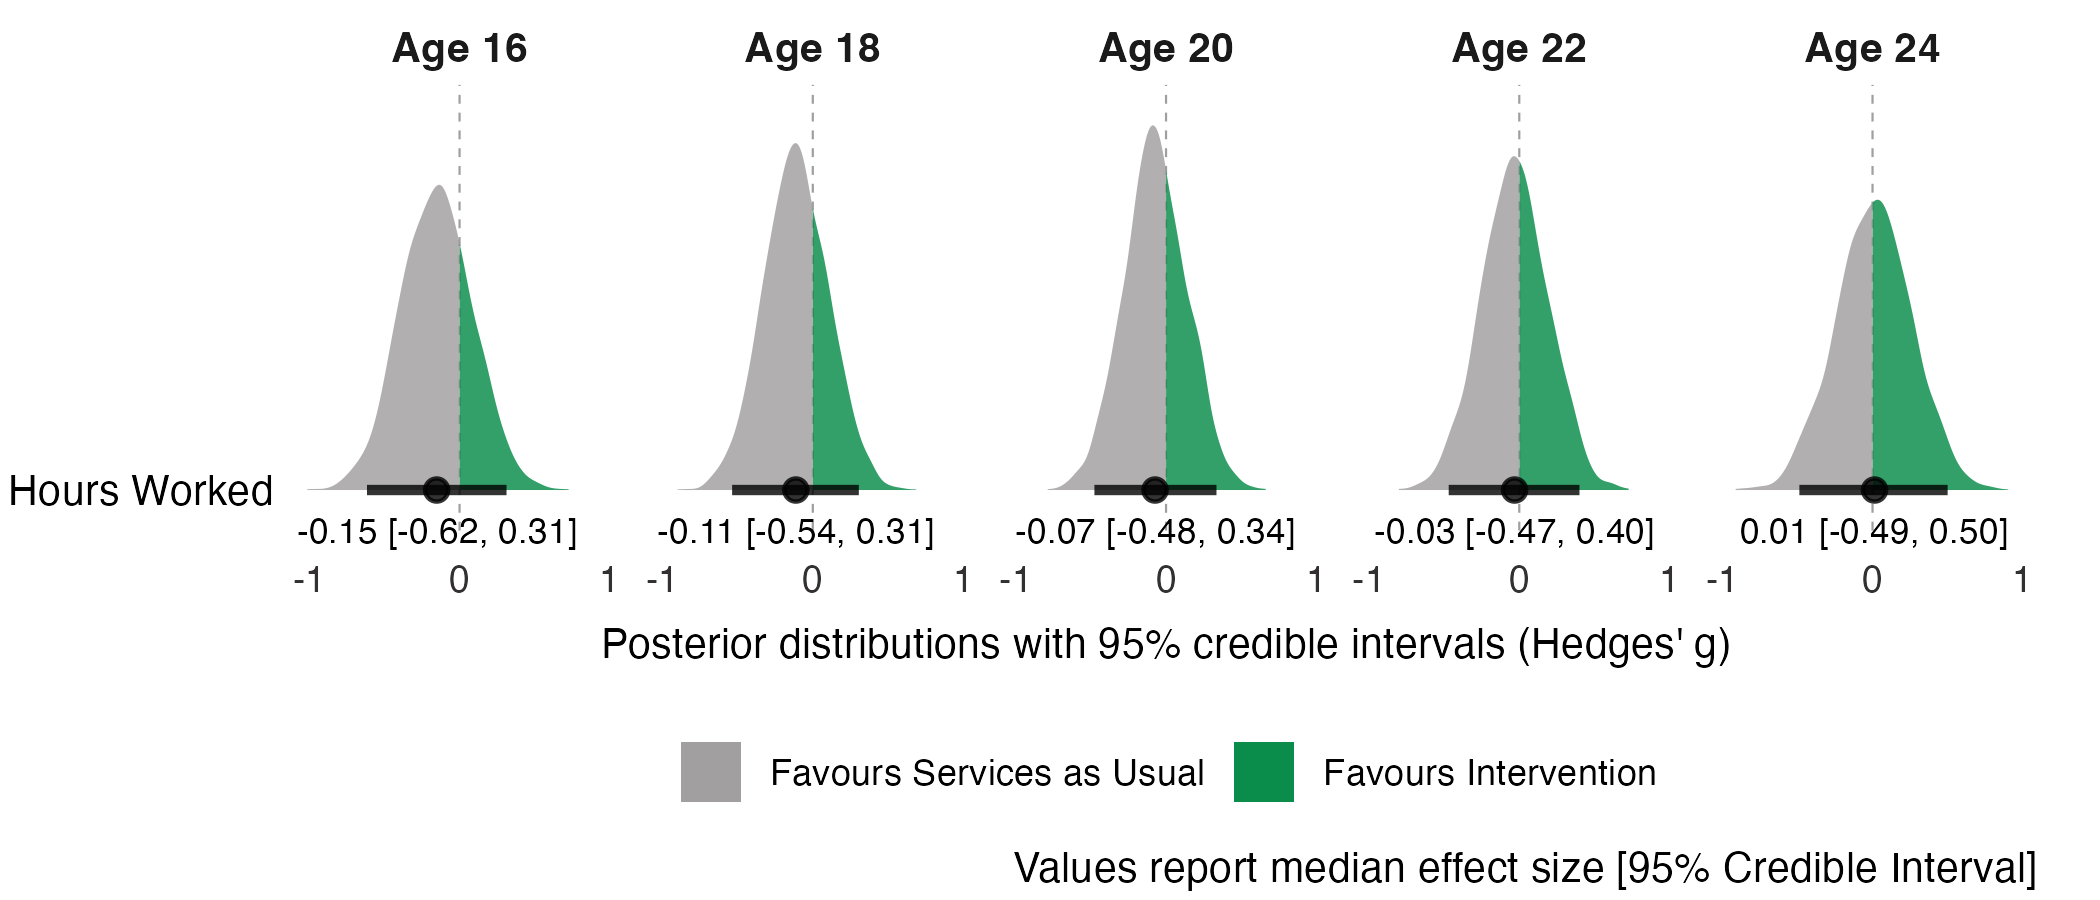 Age 16 Age 18 Age 20 Age 22 Age 24
Hours Worked
-0.15 [-0.62, 0.31] -0.11 [-0.54, 0.31] -0.07 [-0.48, 0.34] -0.03 [-0.47, 0.40] 0.01 [-0.49, 0.50]
-1 0 1 -1 0 1 -1 0 1 -1 0 1 -1 0 1
Posterior distributions with 95% credible intervals (Hedges' g)
Favours Services as Usual Favours Intervention
Values report median effect size [95% Credible Interval]